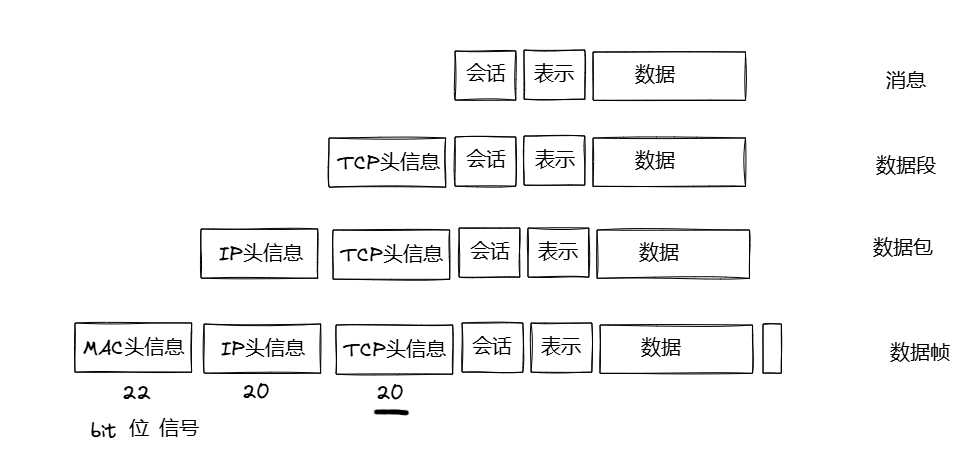 会话 表示 数据 消息
TCP头信息 会话 表示 数据 数据段
IP头信息 TCP头信息 会话 表示 数据 数据包
MAC头信息 IP头信息 TCP头信息 会话 表示 数据 数据帧
22 20 20
bit 位 信号